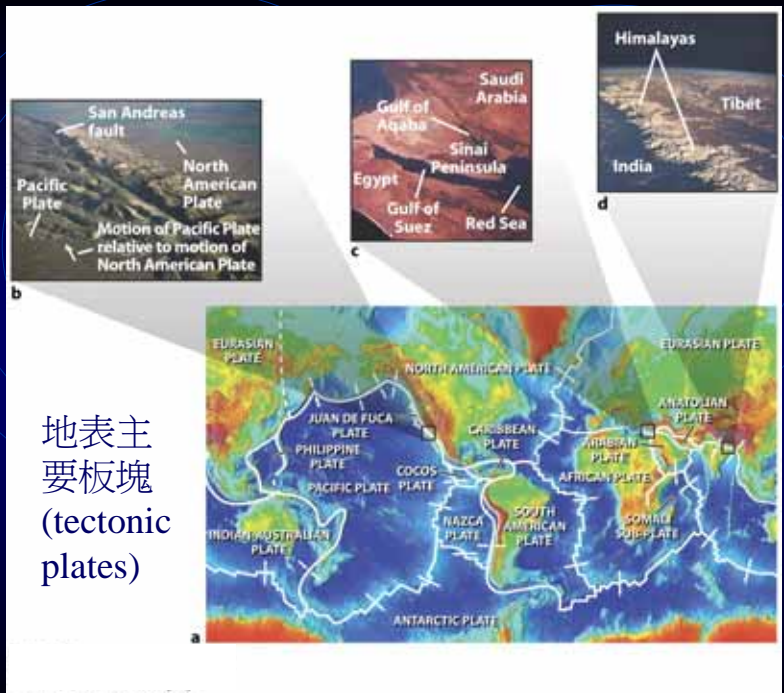 Himalayas
Tibet
India
d
Saudi
Arabia
Gulf of
Aqaba
Sinai
Peninsula
Egypt
Gulf of
Suez
Red Sea
c
San Andreas
fault
North
American
Plate
Pacific
Plate
Motion of Pacific Plate
relative to motion of
North American Plate
b
地表主
要板塊
(tectonic
plates)
EURASIAN
PLATE
NORTH AMERICAN PLATE
EURASIAN PLATE
JUAN DE FUCA
PLATE
PHILIPPINE
PLATE
PACIFIC PLATE
COCOS
PLATE
CARIBBEAN
PLATE
ANATOLIAN
PLATE
ARABIAN
PLATE
AFRICAN PLATE
NAZCA
PLATE
SOUTH
AMERICAN
PLATE
SOMALI
SUB-PLATE
INDIAN-AUSTRALIAN
PLATE
ANTARCTIC PLATE
a